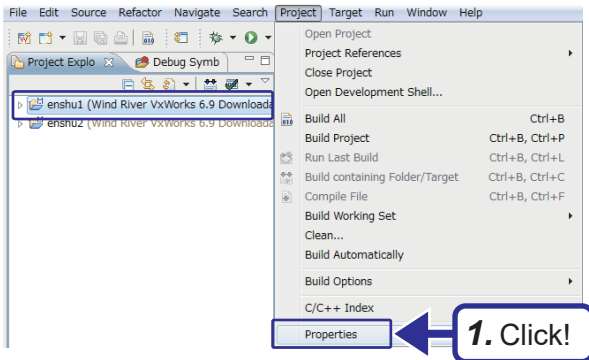 File Edit Source Refactor Navigate Search Project Target Run Window Help
Project Explo Debug Symb
enshu1 (Wind River VxWorks 6.9 Downloada
enshu2 (Wind River VxWorks 6.9 Downloada
Open Project
Project References
Close Project
Open Development Shell...
Build All Ctrl+B
Build Project Ctrl+B, Ctrl+P
Run Last Build Ctrl+B, Ctrl+L
Build containing Folder/Target Ctrl+B, Ctrl+C
Compile File Ctrl+B, Ctrl+F
Build Working Set
Clean...
Build Automatically
Build Options
C/C++ Index
Properties
1. Click!